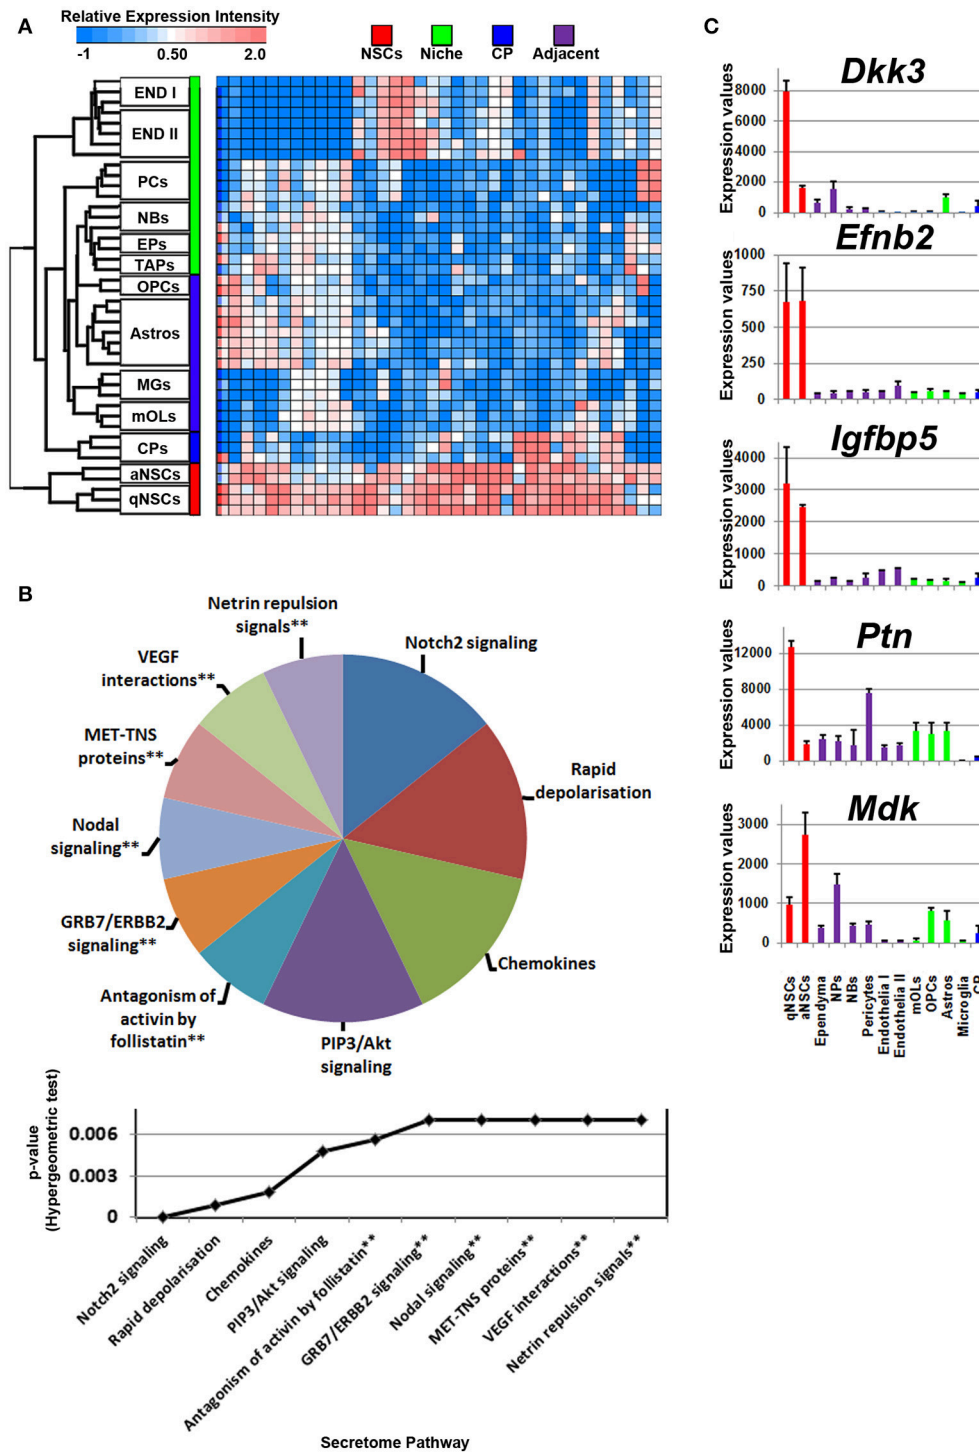 A
Relative Expression Intensity
-1 0.50 2.0
NSCs Niche CP Adjacent
END I
END II
PCs
NBs
EPs
TAPs
OPCs
Astros
MGs
mOLs
CPs
aNSCs
qNSCs
B
Netrin repulsion
signals**
Notch2 signaling
VEGF
interactions**
MET-TNS
proteins**
Rapid
depolarisation
Nodal
signaling**
GRB7/ERBB2
signaling**
Chemokines
Antagonism of
activin by
follistatin**
PIP3/Akt
signaling
p-value
(Hypergeometric test)
0.006
0.003
0
Notch2 signaling
Rapid depolarisation
Chemokines
PIP3/Akt signaling
Antagonism of activin by follistatin**
GRB7/ERBB2 signaling**
Nodal signaling**
MET-TNS proteins**
VEGF interactions**
Netrin repulsion signals**
Secretome Pathway
C
Dkk3
Expression values
8000
6000
4000
2000
0
Efnb2
Expression values
1000
750
500
250
0
Igfbp5
Expression values
4000
3000
2000
1000
0
Ptn
Expression values
12000
8000
4000
0
Mdk
Expression values
3000
2000
1000
0
qNSCs
aNSCs
Ependyma
NPs
NBs
Pericytes
Endothelia I
Endothelia II
mOLs
OPCs
Astros
Microglia
CP